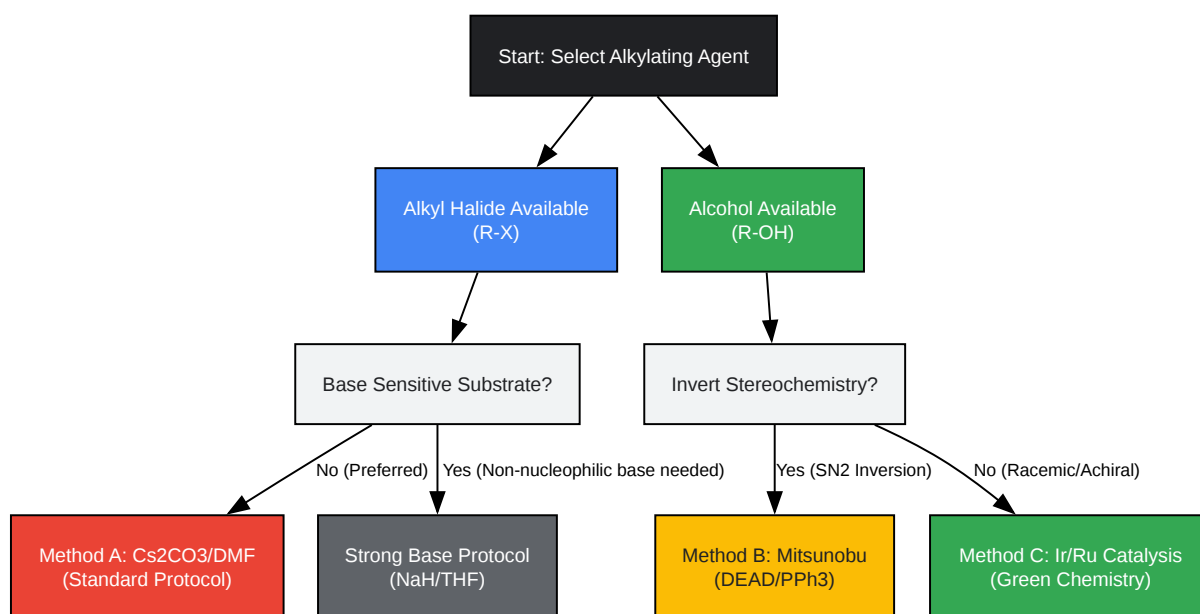 Start: Select Alkylating Agent
Alkyl Halide Available
(R-X)
Alcohol Available
(R-OH)
Base Sensitive Substrate?
Invert Stereochemistry?
No (Preferred)
Yes (Non-nucleophilic base needed)
Yes (SN2 Inversion)
No (Racemic/Achiral)
Method A: Cs2CO3/DMF
(Standard Protocol)
Strong Base Protocol
(NaH/THF)
Method B: Mitsunobu
(DEAD/PPh3)
Method C: Ir/Ru Catalysis
(Green Chemistry)